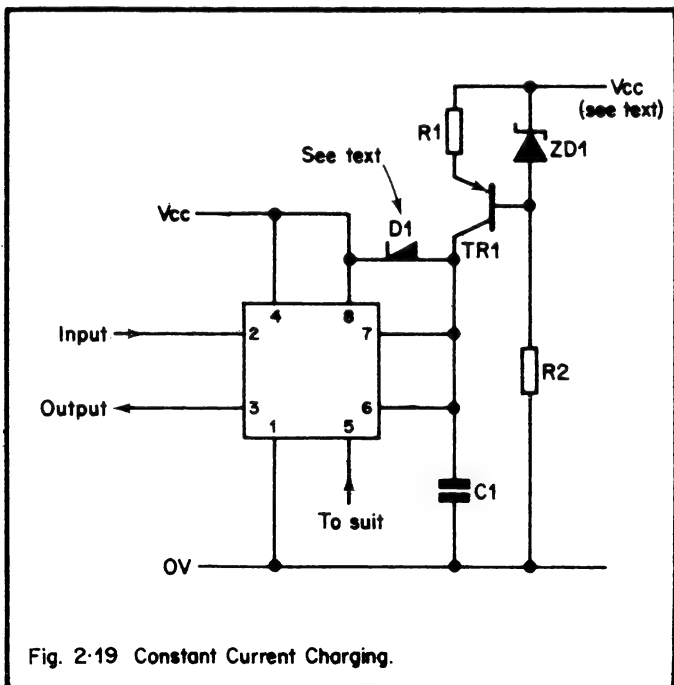 Vcc
(see text)
R1
ZD1
See text
Vcc
D1
TR1
4
8
Input
2
7
R2
Output
3
6
1
5
C1
To suit
OV
Fig. 2·19 Constant Current Charging.